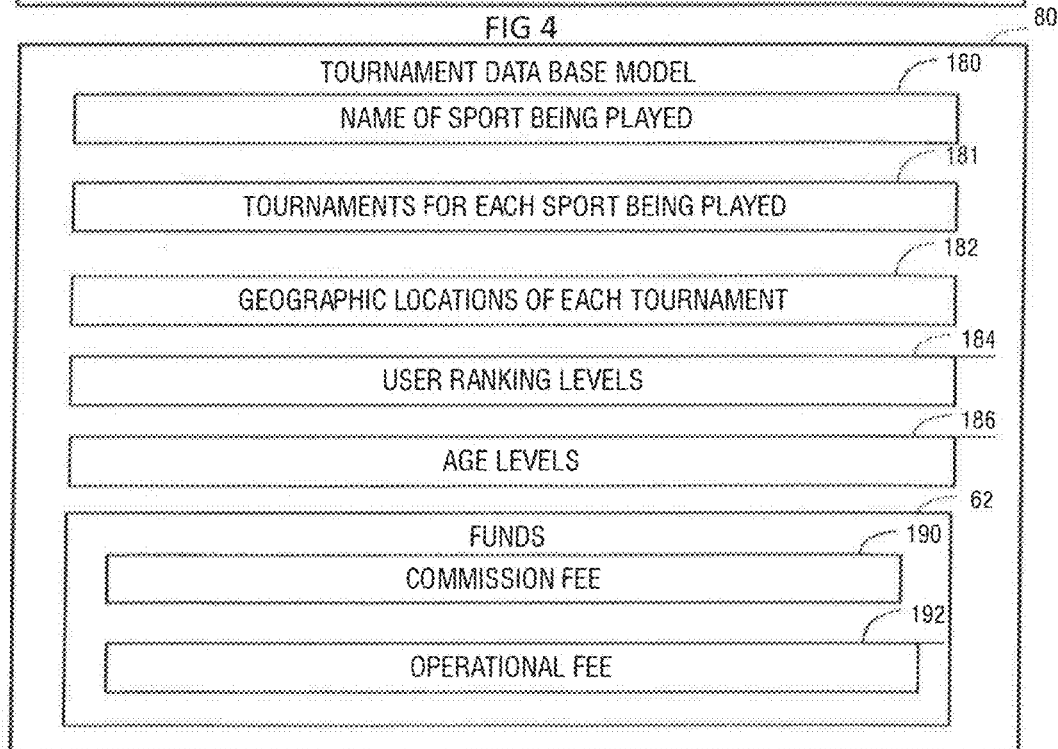 FIG 4
80
TOURNAMENT DATA BASE MODEL
180
NAME OF SPORT BEING PLAYED
181
TOURNAMENTS FOR EACH SPORT BEING PLAYED
182
GEOGRAPHIC LOCATIONS OF EACH TOURNAMENT
184
USER RANKING LEVELS
186
AGE LEVELS
62
FUNDS
190
COMMISSION FEE
192
OPERATIONAL FEE